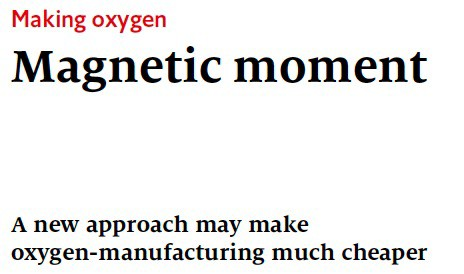 Making oxygen
Magnetic moment
A new approach may make
oxygen-manufacturing much cheaper